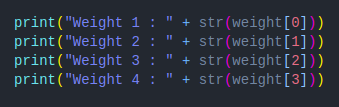 print("Weight 1 : " + str(weight[0]))
print("Weight 2 : " + str(weight[1]))
print("Weight 3 : " + str(weight[2]))
print("Weight 4 : " + str(weight[3]))